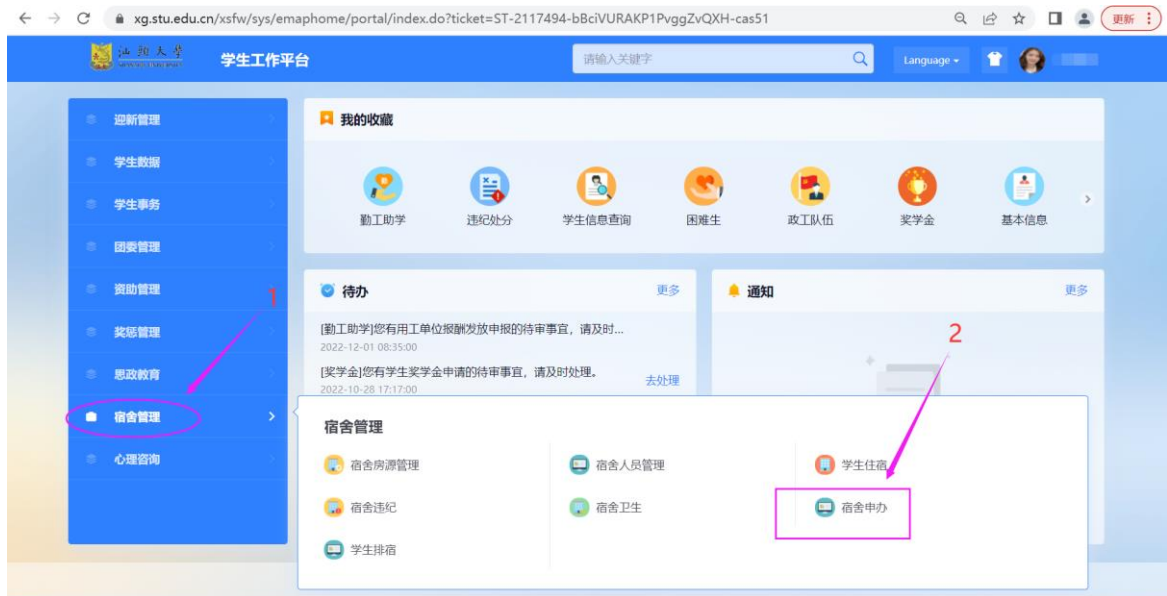 xg.stu.edu.cn/xsfw/sys/emaphome/portal/index.do?ticket=ST-2117494-bBciVURAKP1PvggZvQXH-cas51
更新
汕頭大學
学生工作平台
请输入关键字
Language
迎新管理
学生数据
学生事务
团委管理
资助管理
奖惩管理
思政教育
宿舍管理
心理咨询
1
我的收藏
勤工助学
违纪处分
学生信息查询
困难生
政工队伍
奖学金
基本信息
待办
更多
[勤工助学]您有用工单位报酬发放申报的待审事宜，请及时...
2022-12-01 08:35:00
[奖学金]您有学生奖学金申请的待审事宜，请及时处理。
去处理
2022-10-28 17:17:00
通知
更多
2
宿舍管理
宿舍房源管理
宿舍人员管理
学生住宿
宿舍违纪
宿舍卫生
宿舍申办
学生排宿